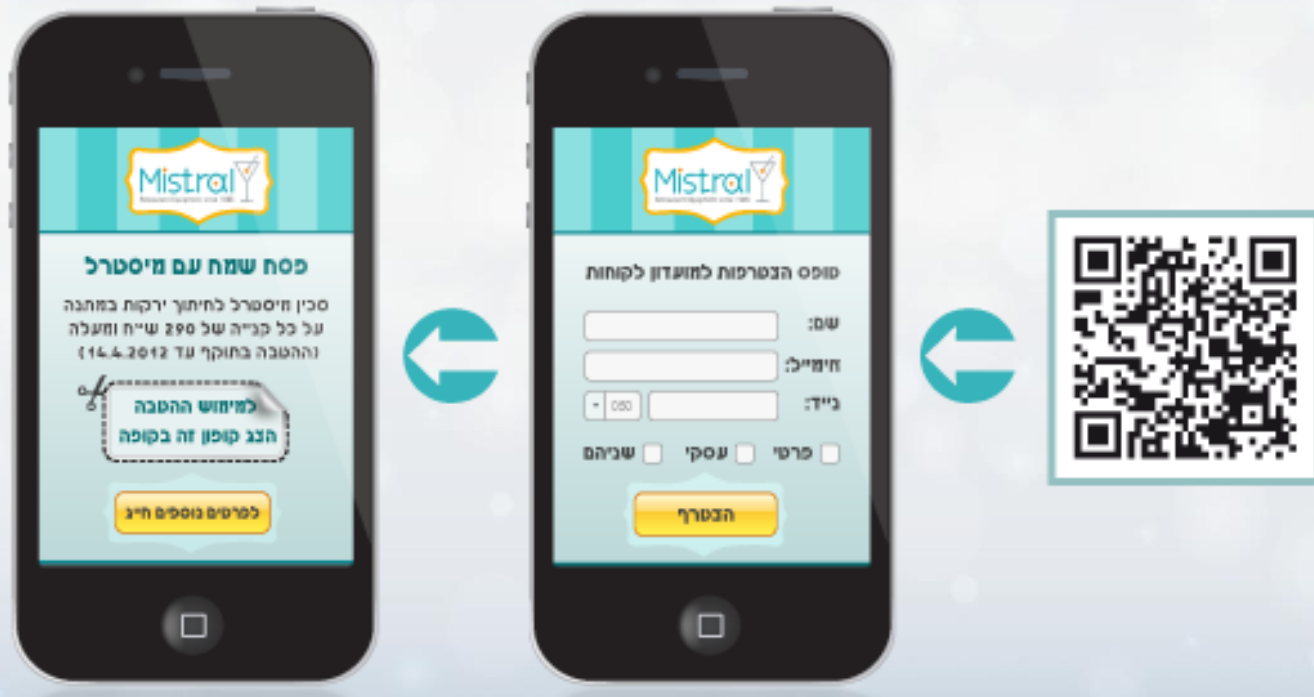 Mistral
טופס הצטרפות למועדון לקוחות
שם:
אימייל:
נייד:
050
פרטי
עסקי
שניהם
הצטרף
Mistral
פסח שמח עם מיסטרל
סכין מיסטרל לחיתוך ירקות במתנה
על כל קנייה של 290 ש״ח ומעלה
(ההטבה בתוקף עד 14.4.2012)
למימוש ההטבה
הצג קופון זה בקופה
לפרטים נוספים חייג